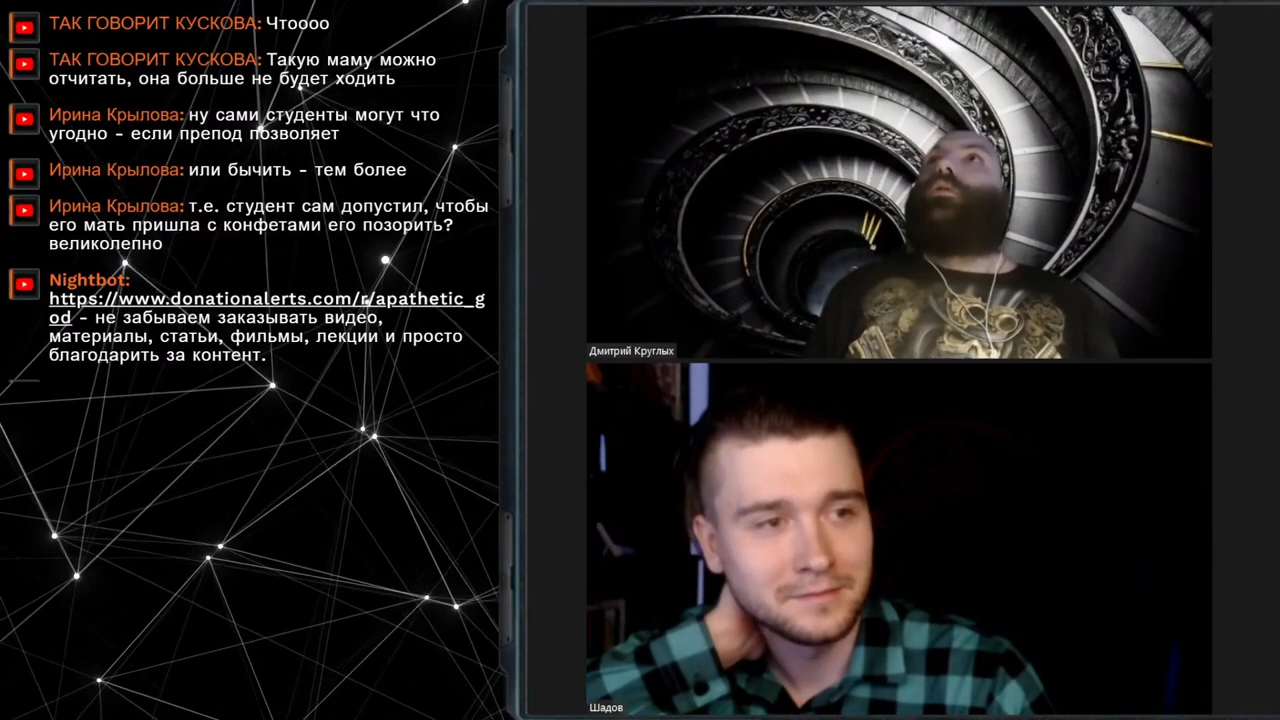 ТАК ГОВОРИТ КУСКОВА: Чтоооо
ТАК ГОВОРИТ КУСКОВА: Такую маму можно
отчитать, она больше не будет ходить
Ирина Крылова: ну сами студенты могут что
угодно - если препод позволяет
Ирина Крылова: или бычить - тем более
Ирина Крылова: т.е. студент сам допустил, чтобы
его мать пришла с конфетами его позорить?
великолепно
Nightbot:
https://www.donationalerts.com/r/apathetic_g
od - не забываем заказывать видео,
материалы, статьи, фильмы, лекции и просто
благодарить за контент.
Дмитрий Круглых
Шадов